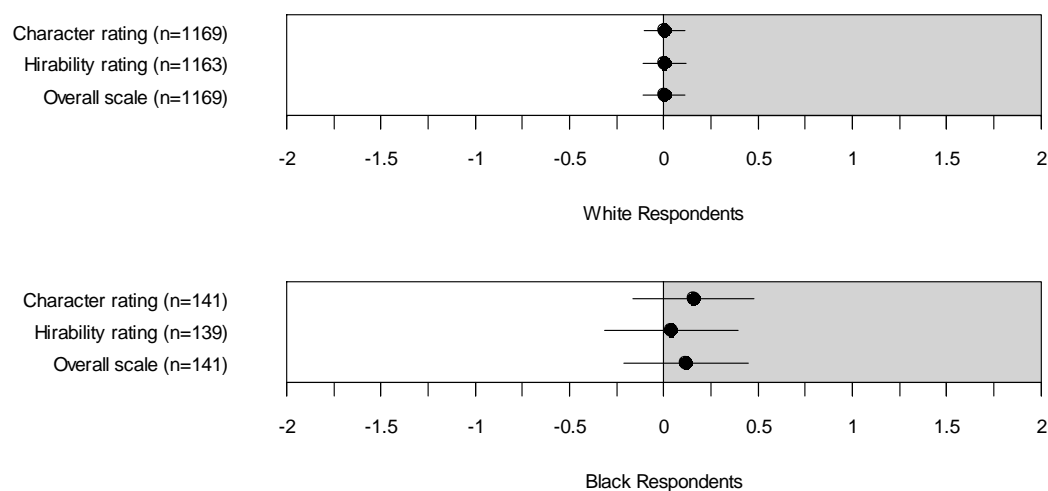 Character rating (n=1169)
Hirability rating (n=1163)
Overall scale (n=1169)
-2 -1.5 -1 -0.5 0 0.5 1 1.5 2
White Respondents
Character rating (n=141)
Hirability rating (n=139)
Overall scale (n=141)
-2 -1.5 -1 -0.5 0 0.5 1 1.5 2
Black Respondents